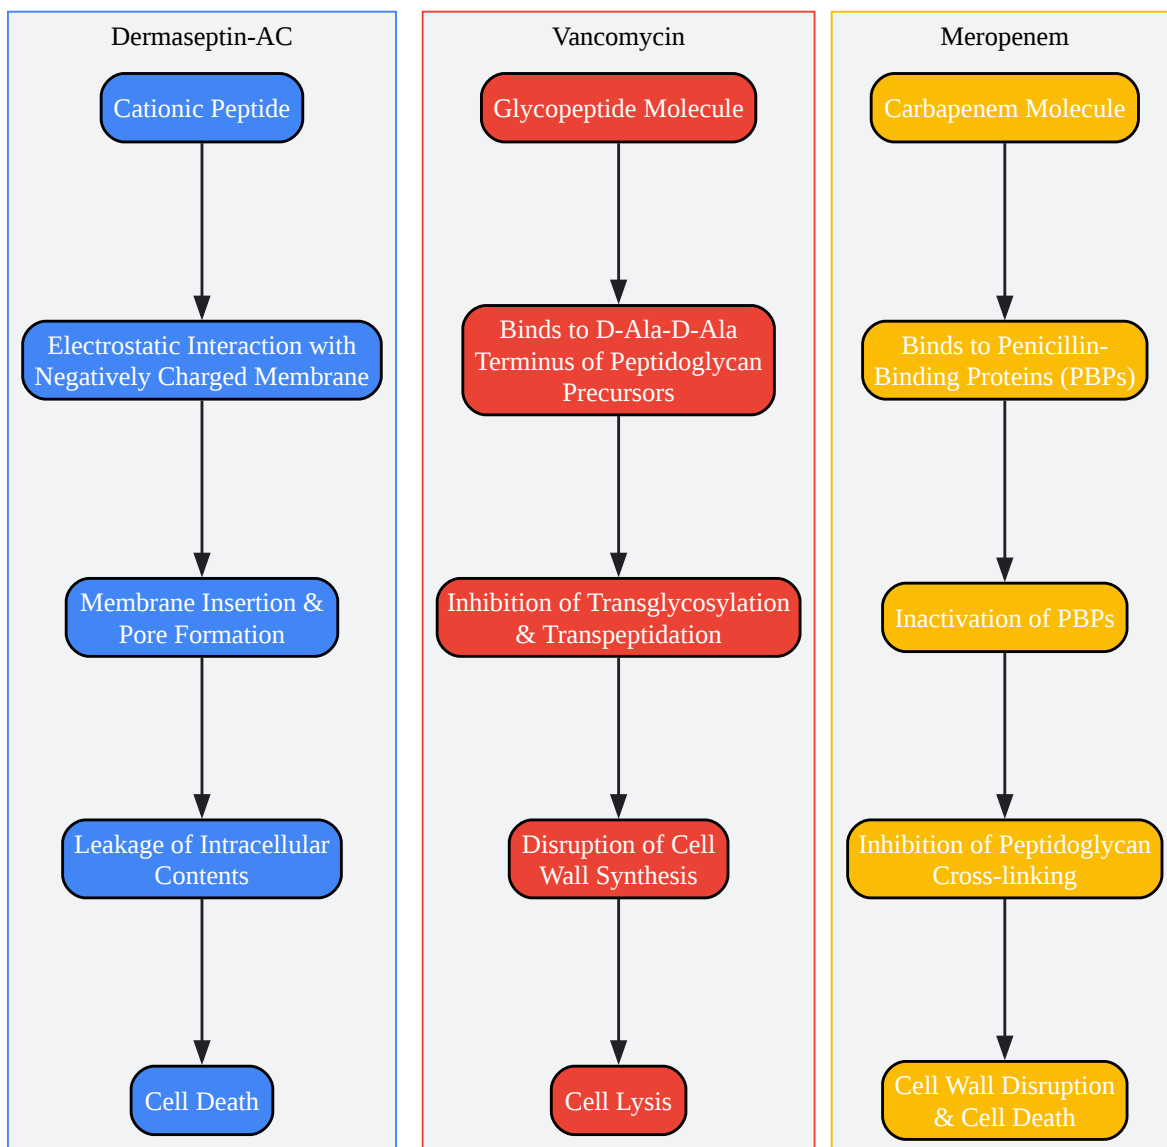 Dermaseptin-AC
Cationic Peptide
Electrostatic Interaction with
Negatively Charged Membrane
Membrane Insertion &
Pore Formation
Leakage of Intracellular
Contents
Cell Death
Vancomycin
Glycopeptide Molecule
Binds to D-Ala-D-Ala
Terminus of Peptidoglycan
Precursors
Inhibition of Transglycosylation
& Transpeptidation
Disruption of Cell
Wall Synthesis
Cell Lysis
Meropenem
Carbapenem Molecule
Binds to Penicillin-
Binding Proteins (PBPs)
Inactivation of PBPs
Inhibition of Peptidoglycan
Cross-linking
Cell Wall Disruption
& Cell Death